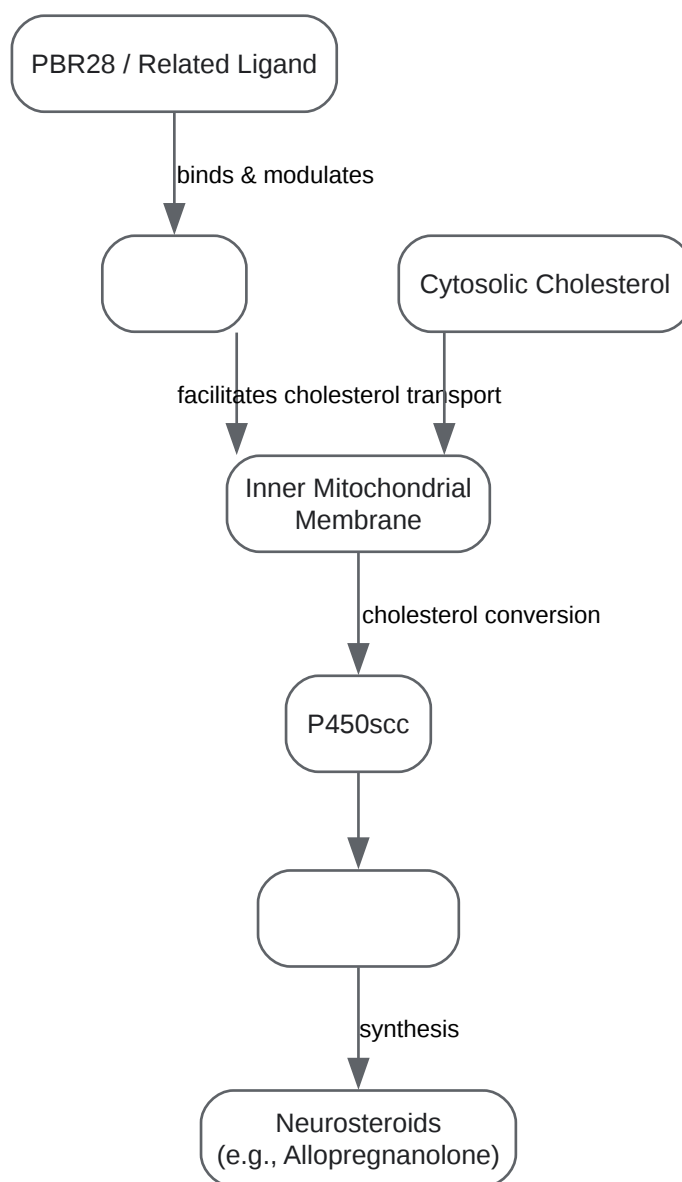 PBR28 / Related Ligand
binds & modulates
Cytosolic Cholesterol
facilitates cholesterol transport
Inner Mitochondrial
Membrane
cholesterol conversion
P450scc
synthesis
Neurosteroids
(e.g., Allopregnanolone)